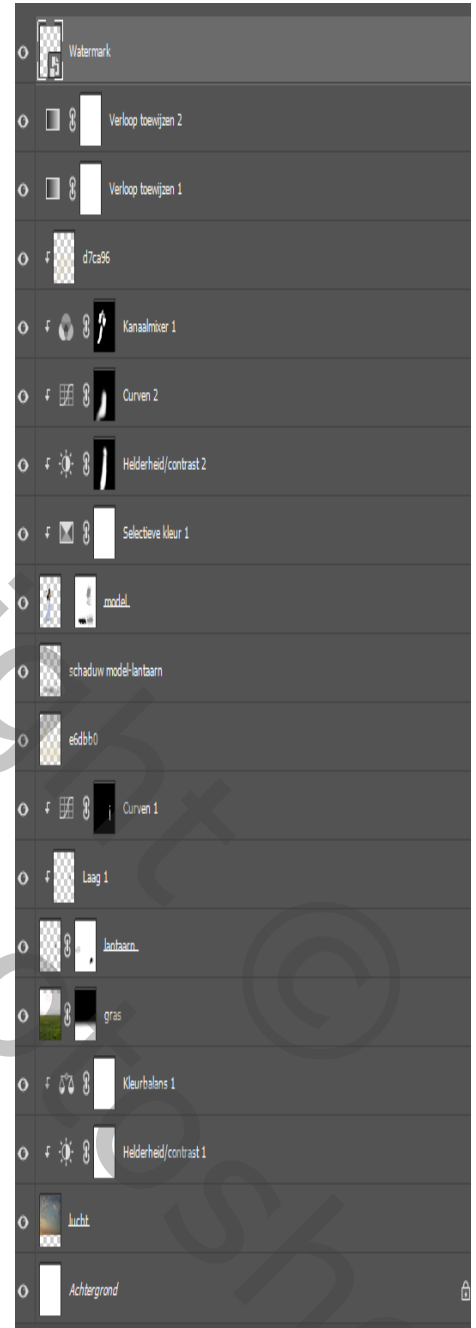 Watermark
Verloop toewijzen 2
Verloop toewijzen 1
d7ca96
Kanaalmixer 1
Curven 2
Helderheid/contrast 2
Selectieve kleur 1
model
schaduw model-lantaarn
e6dbb0
Curven 1
Laag 1
lantaarn
gras
Kleurbalans 1
Helderheid/contrast 1
lucht
Achtergrond